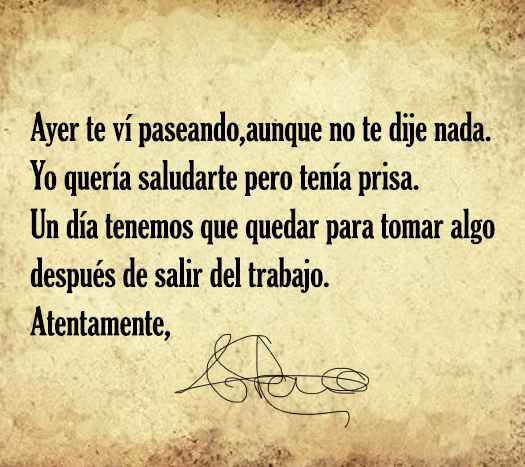 Ayer te ví paseando,aunque no te dije nada.
Yo quería saludarte pero tenía prisa.
Un día tenemos que quedar para tomar algo
después de salir del trabajo.
Atentamente,